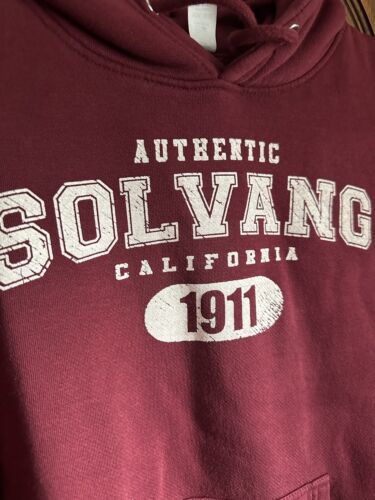 AUTHENTIC
SOLVANG
CALIFORNIA
1911